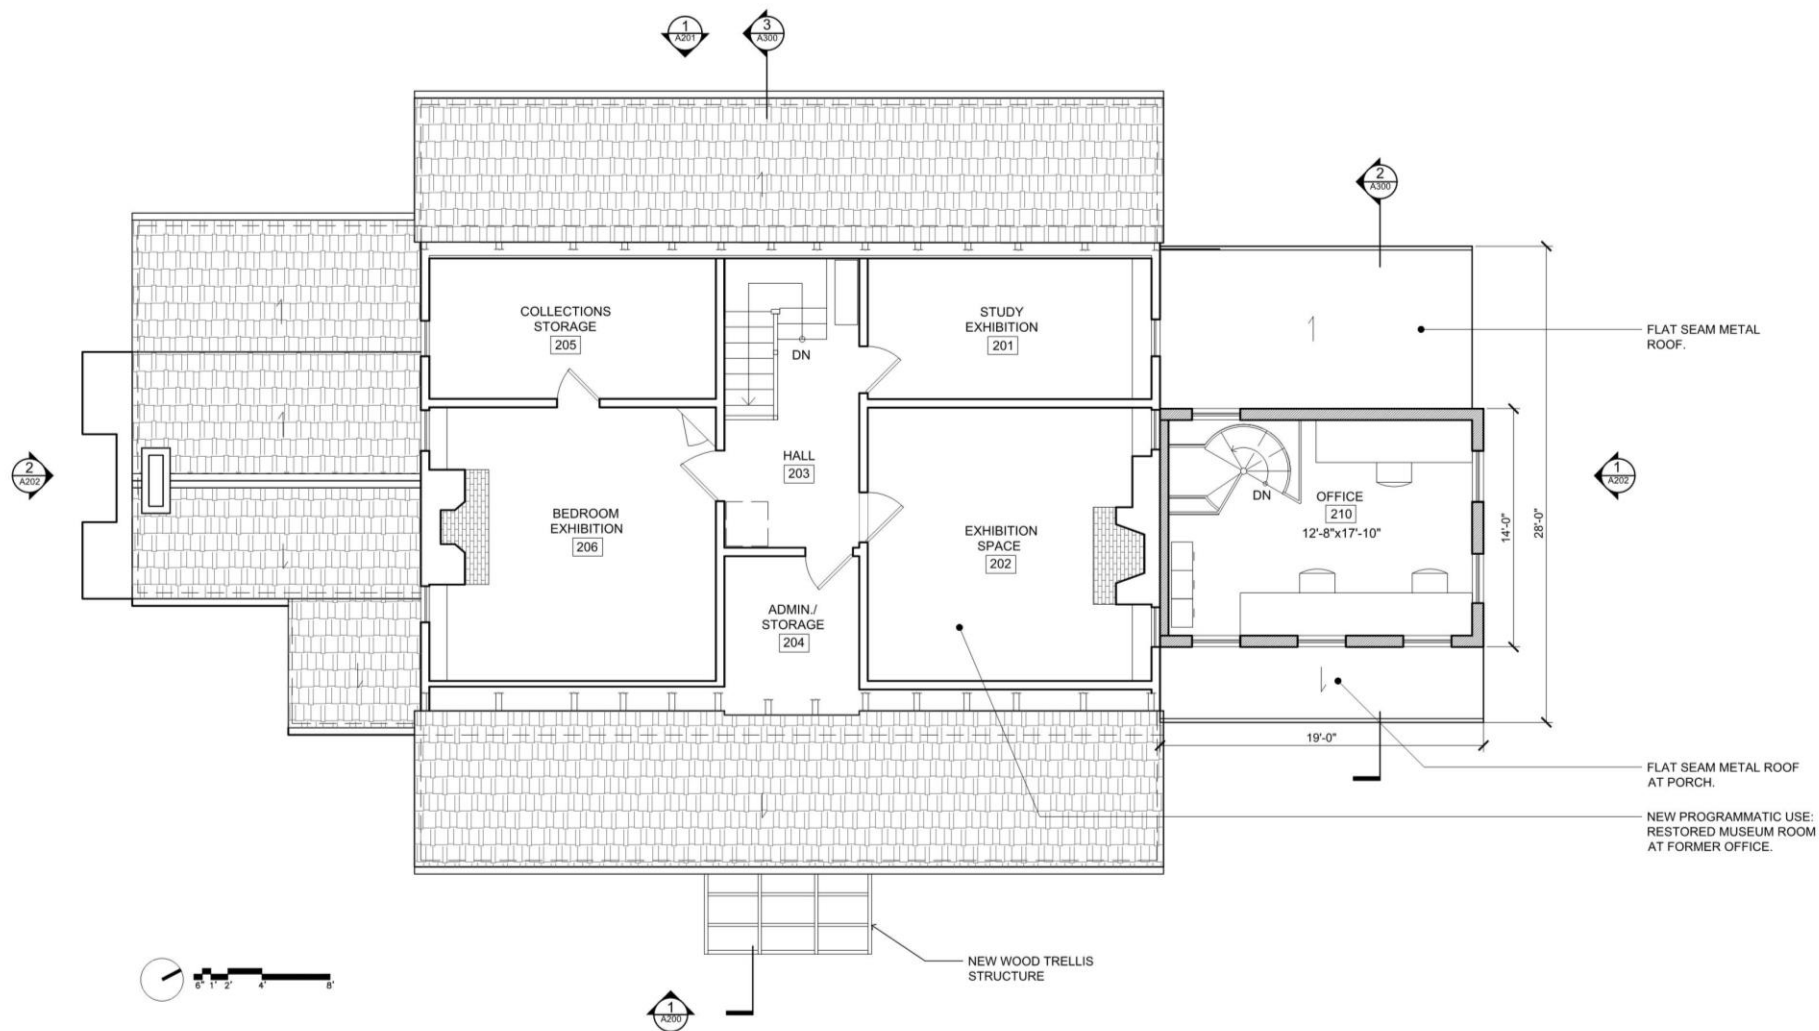 1
A201
3
A300
2
A300
COLLECTIONS
STORAGE
205
STUDY
EXHIBITION
201
DN
FLAT SEAM METAL
ROOF.
2
A202
HALL
203
BEDROOM
EXHIBITION
206
EXHIBITION
SPACE
202
DN
OFFICE
210
12'-8"x17'-10"
14'-0"
28'-0"
1
A202
ADMIN./
STORAGE
204
19'-0"
FLAT SEAM METAL ROOF
AT PORCH.
NEW PROGRAMMATIC USE:
RESTORED MUSEUM ROOM
AT FORMER OFFICE.
NEW WOOD TRELLIS
STRUCTURE
6" 1' 2' 4' 8'
1
A200